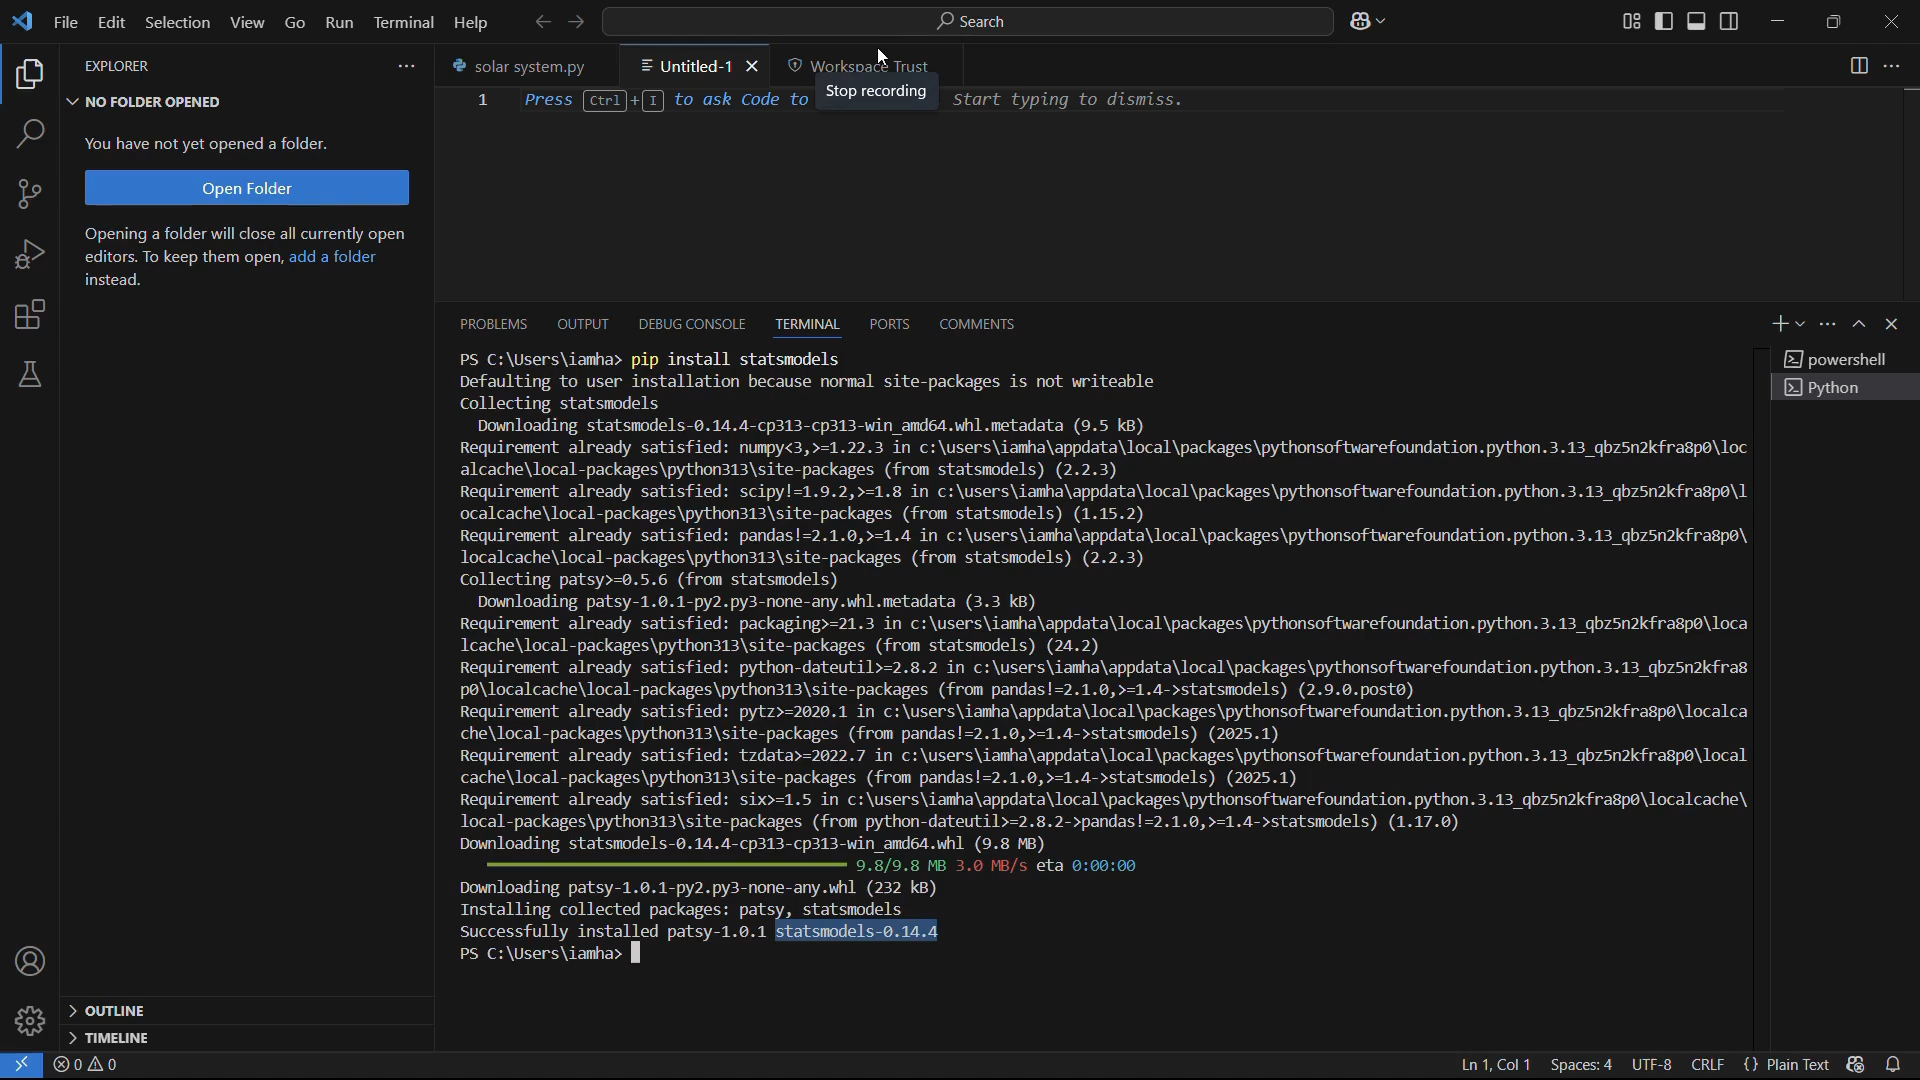 File Edit Selection View Go Run Terminal Help
Search
EXPLORER
NO FOLDER OPENED
You have not yet opened a folder.
Open Folder
Opening a folder will close all currently open
editors. To keep them open, add a folder
instead.
OUTLINE
TIMELINE
solar system.py
Untitled-1
Workspace Trust
Stop recording
1 Press Ctrl + I to ask Code to Start typing to dismiss.
PROBLEMS OUTPUT DEBUG CONSOLE TERMINAL PORTS COMMENTS
powershell
Python
PS C:\Users\iamha> pip install statsmodels
Defaulting to user installation because normal site-packages is not writeable
Collecting statsmodels
Downloading statsmodels-0.14.4-cp313-cp313-win_amd64.whl.metadata (9.5 kB)
Requirement already satisfied: numpy<3,>=1.22.3 in c:\users\iamha\appdata\local\packages\pythonsoftwarefoundation.python.3.13_qbz5n2kfra8p0\loc
alcache\local-packages\python313\site-packages (from statsmodels) (2.2.3)
Requirement already satisfied: scipy!=1.9.2,>=1.8 in c:\users\iamha\appdata\local\packages\pythonsoftwarefoundation.python.3.13_qbz5n2kfra8p0\l
ocalcache\local-packages\python313\site-packages (from statsmodels) (1.15.2)
Requirement already satisfied: pandas!=2.1.0,>=1.4 in c:\users\iamha\appdata\local\packages\pythonsoftwarefoundation.python.3.13_qbz5n2kfra8p0\
localcache\local-packages\python313\site-packages (from statsmodels) (2.2.3)
Collecting patsy>=0.5.6 (from statsmodels)
Downloading patsy-1.0.1-py2.py3-none-any.whl.metadata (3.3 kB)
Requirement already satisfied: packaging>=21.3 in c:\users\iamha\appdata\local\packages\pythonsoftwarefoundation.python.3.13_qbz5n2kfra8p0\loca
lcache\local-packages\python313\site-packages (from statsmodels) (24.2)
Requirement already satisfied: python-dateutil>=2.8.2 in c:\users\iamha\appdata\local\packages\pythonsoftwarefoundation.python.3.13_qbz5n2kfra8
p0\localcache\local-packages\python313\site-packages (from pandas!=2.1.0,>=1.4->statsmodels) (2.9.0.post0)
Requirement already satisfied: pytz>=2020.1 in c:\users\iamha\appdata\local\packages\pythonsoftwarefoundation.python.3.13_qbz5n2kfra8p0\localca
che\local-packages\python313\site-packages (from pandas!=2.1.0,>=1.4->statsmodels) (2025.1)
Requirement already satisfied: tzdata>=2022.7 in c:\users\iamha\appdata\local\packages\pythonsoftwarefoundation.python.3.13_qbz5n2kfra8p0\local
cache\local-packages\python313\site-packages (from pandas!=2.1.0,>=1.4->statsmodels) (2025.1)
Requirement already satisfied: six>=1.5 in c:\users\iamha\appdata\local\packages\pythonsoftwarefoundation.python.3.13_qbz5n2kfra8p0\localcache\
local-packages\python313\site-packages (from python-dateutil>=2.8.2->pandas!=2.1.0,>=1.4->statsmodels) (1.17.0)
Downloading statsmodels-0.14.4-cp313-cp313-win_amd64.whl (9.8 MB)
9.8/9.8 MB 3.0 MB/s eta 0:00:00
Downloading patsy-1.0.1-py2.py3-none-any.whl (232 kB)
Installing collected packages: patsy, statsmodels
Successfully installed patsy-1.0.1 statsmodels-0.14.4
PS C:\Users\iamha>
0 0
Ln 1, Col 1 Spaces: 4 UTF-8 CRLF {} Plain Text